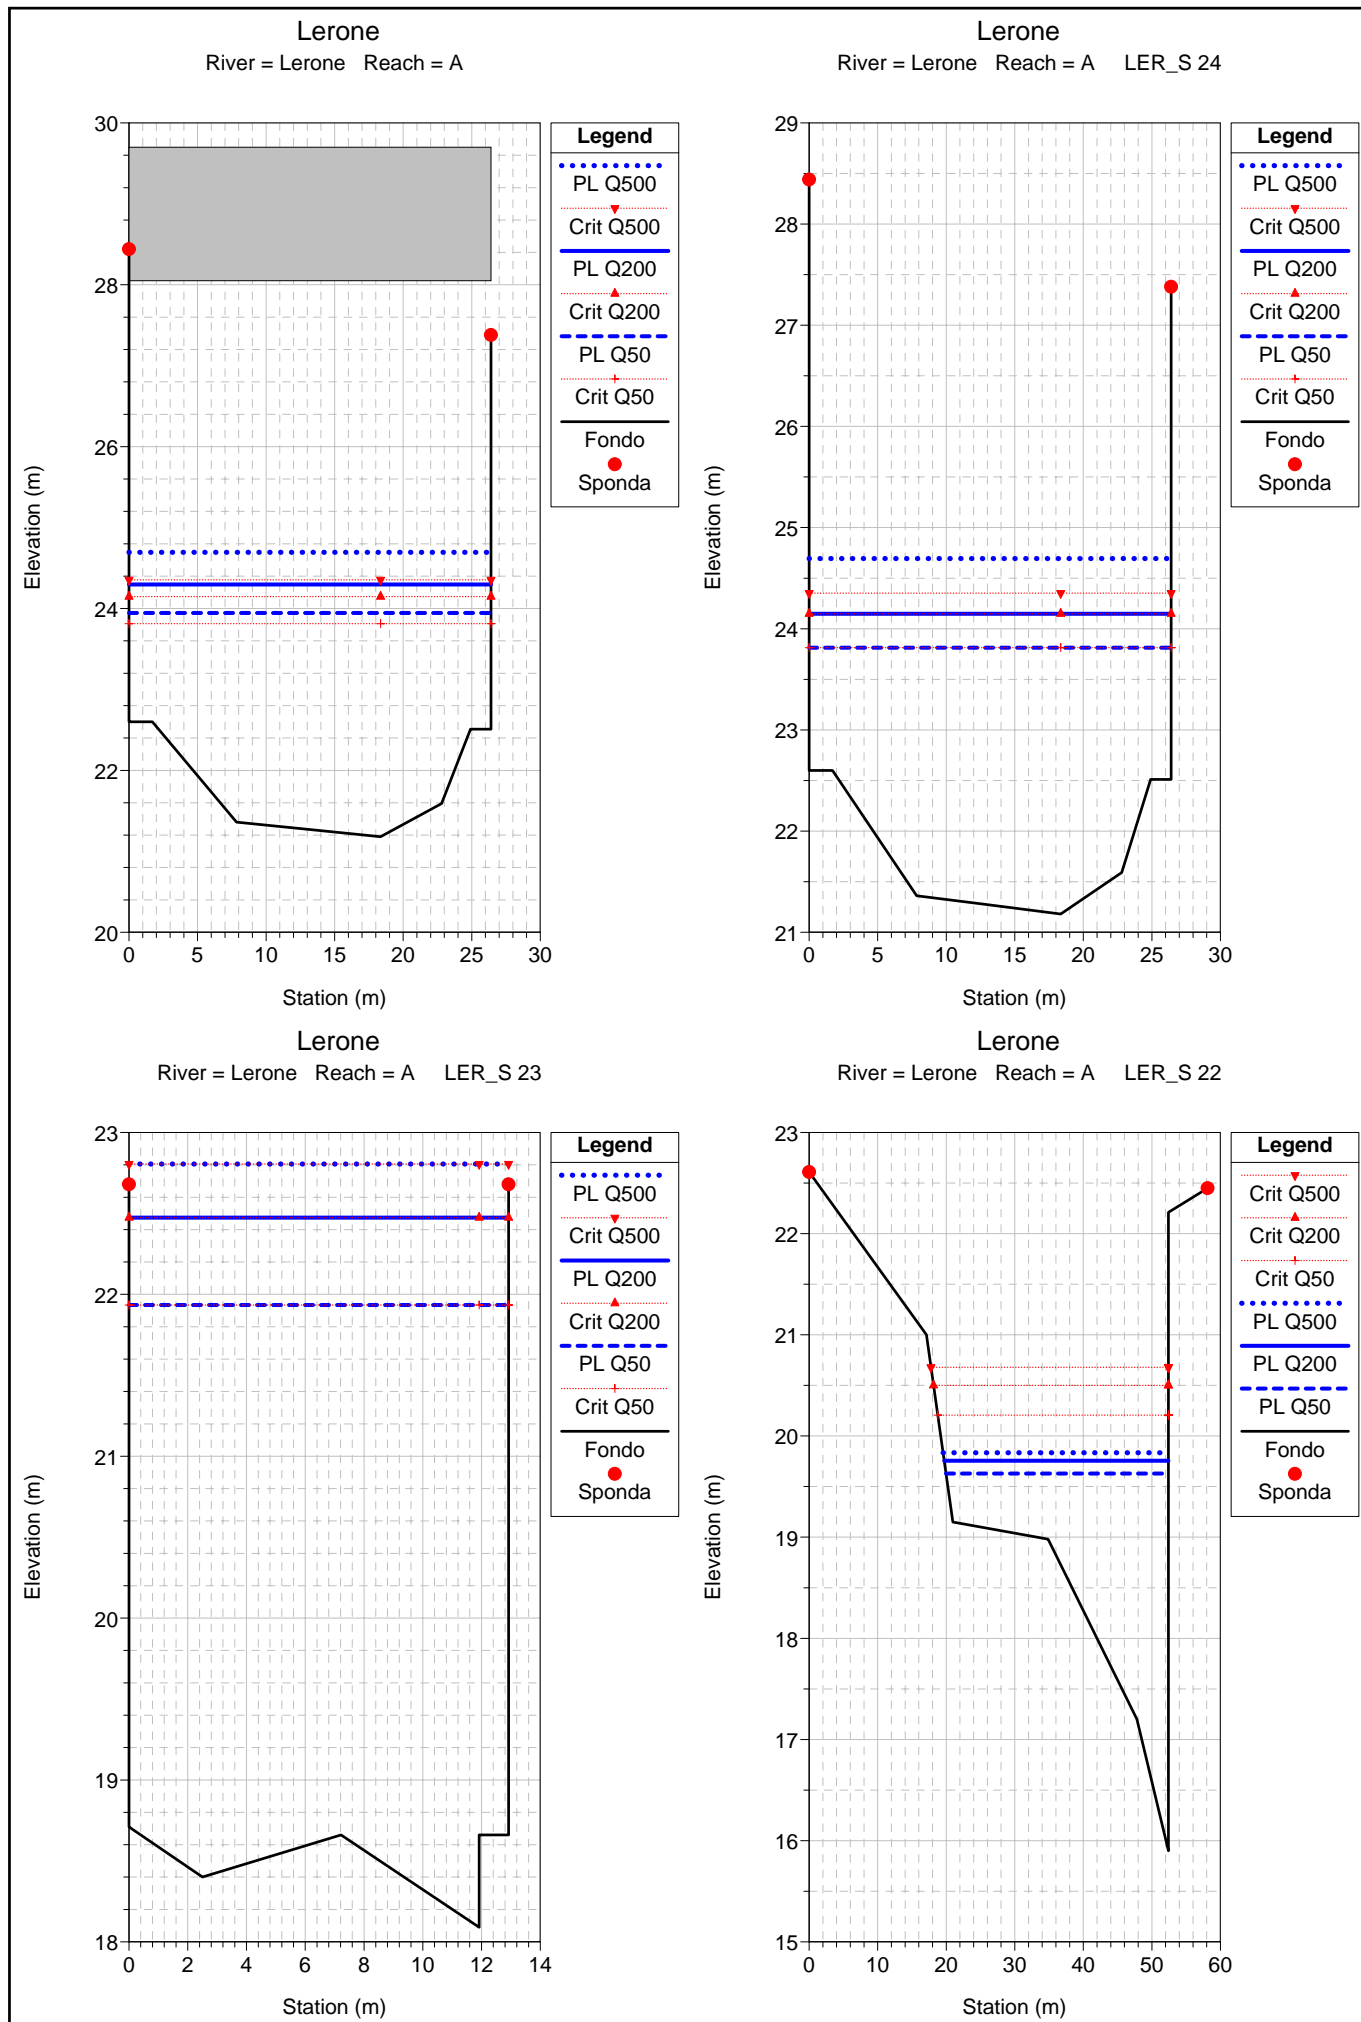 Lerone
River = Lerone Reach = A
30
28
26
24
22
20
0 5 10 15 20 25 30
Elevation (m)
Station (m)
Legend
PL Q500
Crit Q500
PL Q200
Crit Q200
PL Q50
Crit Q50
Fondo
Sponda
Lerone
River = Lerone Reach = A LER_S 24
29
28
27
26
25
24
23
22
21
0 5 10 15 20 25 30
Elevation (m)
Station (m)
Legend
PL Q500
Crit Q500
PL Q200
Crit Q200
PL Q50
Crit Q50
Fondo
Sponda
Lerone
River = Lerone Reach = A LER_S 23
23
22
21
20
19
18
0 2 4 6 8 10 12 14
Elevation (m)
Station (m)
Legend
PL Q500
Crit Q500
PL Q200
Crit Q200
PL Q50
Crit Q50
Fondo
Sponda
Lerone
River = Lerone Reach = A LER_S 22
23
22
21
20
19
18
17
16
15
0 10 20 30 40 50 60
Elevation (m)
Station (m)
Legend
Crit Q500
Crit Q200
Crit Q50
PL Q500
PL Q200
PL Q50
Fondo
Sponda